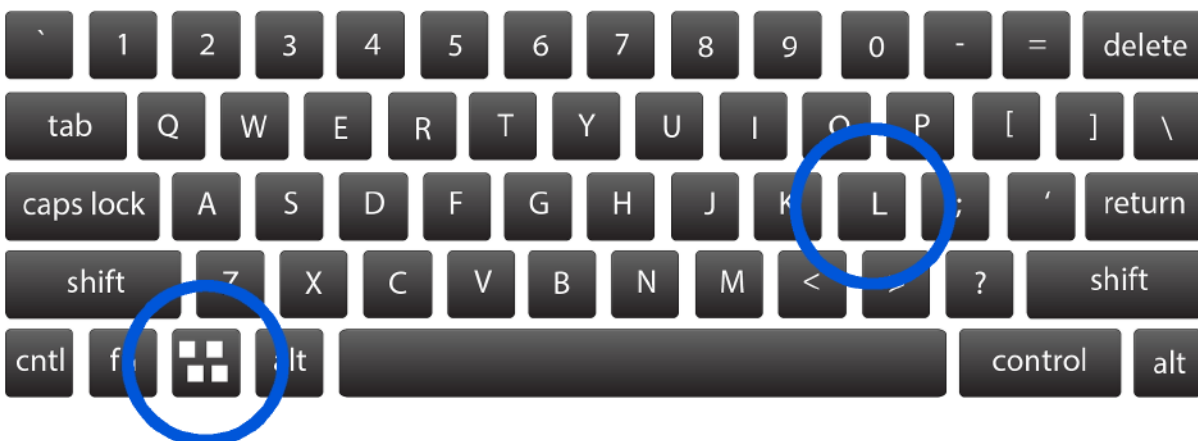 ` 1 2 3 4 5 6 7 8 9 0 - = delete
tab Q W E R T Y U I O P [ ] \
caps lock A S D F G H J K L ; ‘ return
shift Z X C V B N M < > ? shift
cntl fn alt control alt